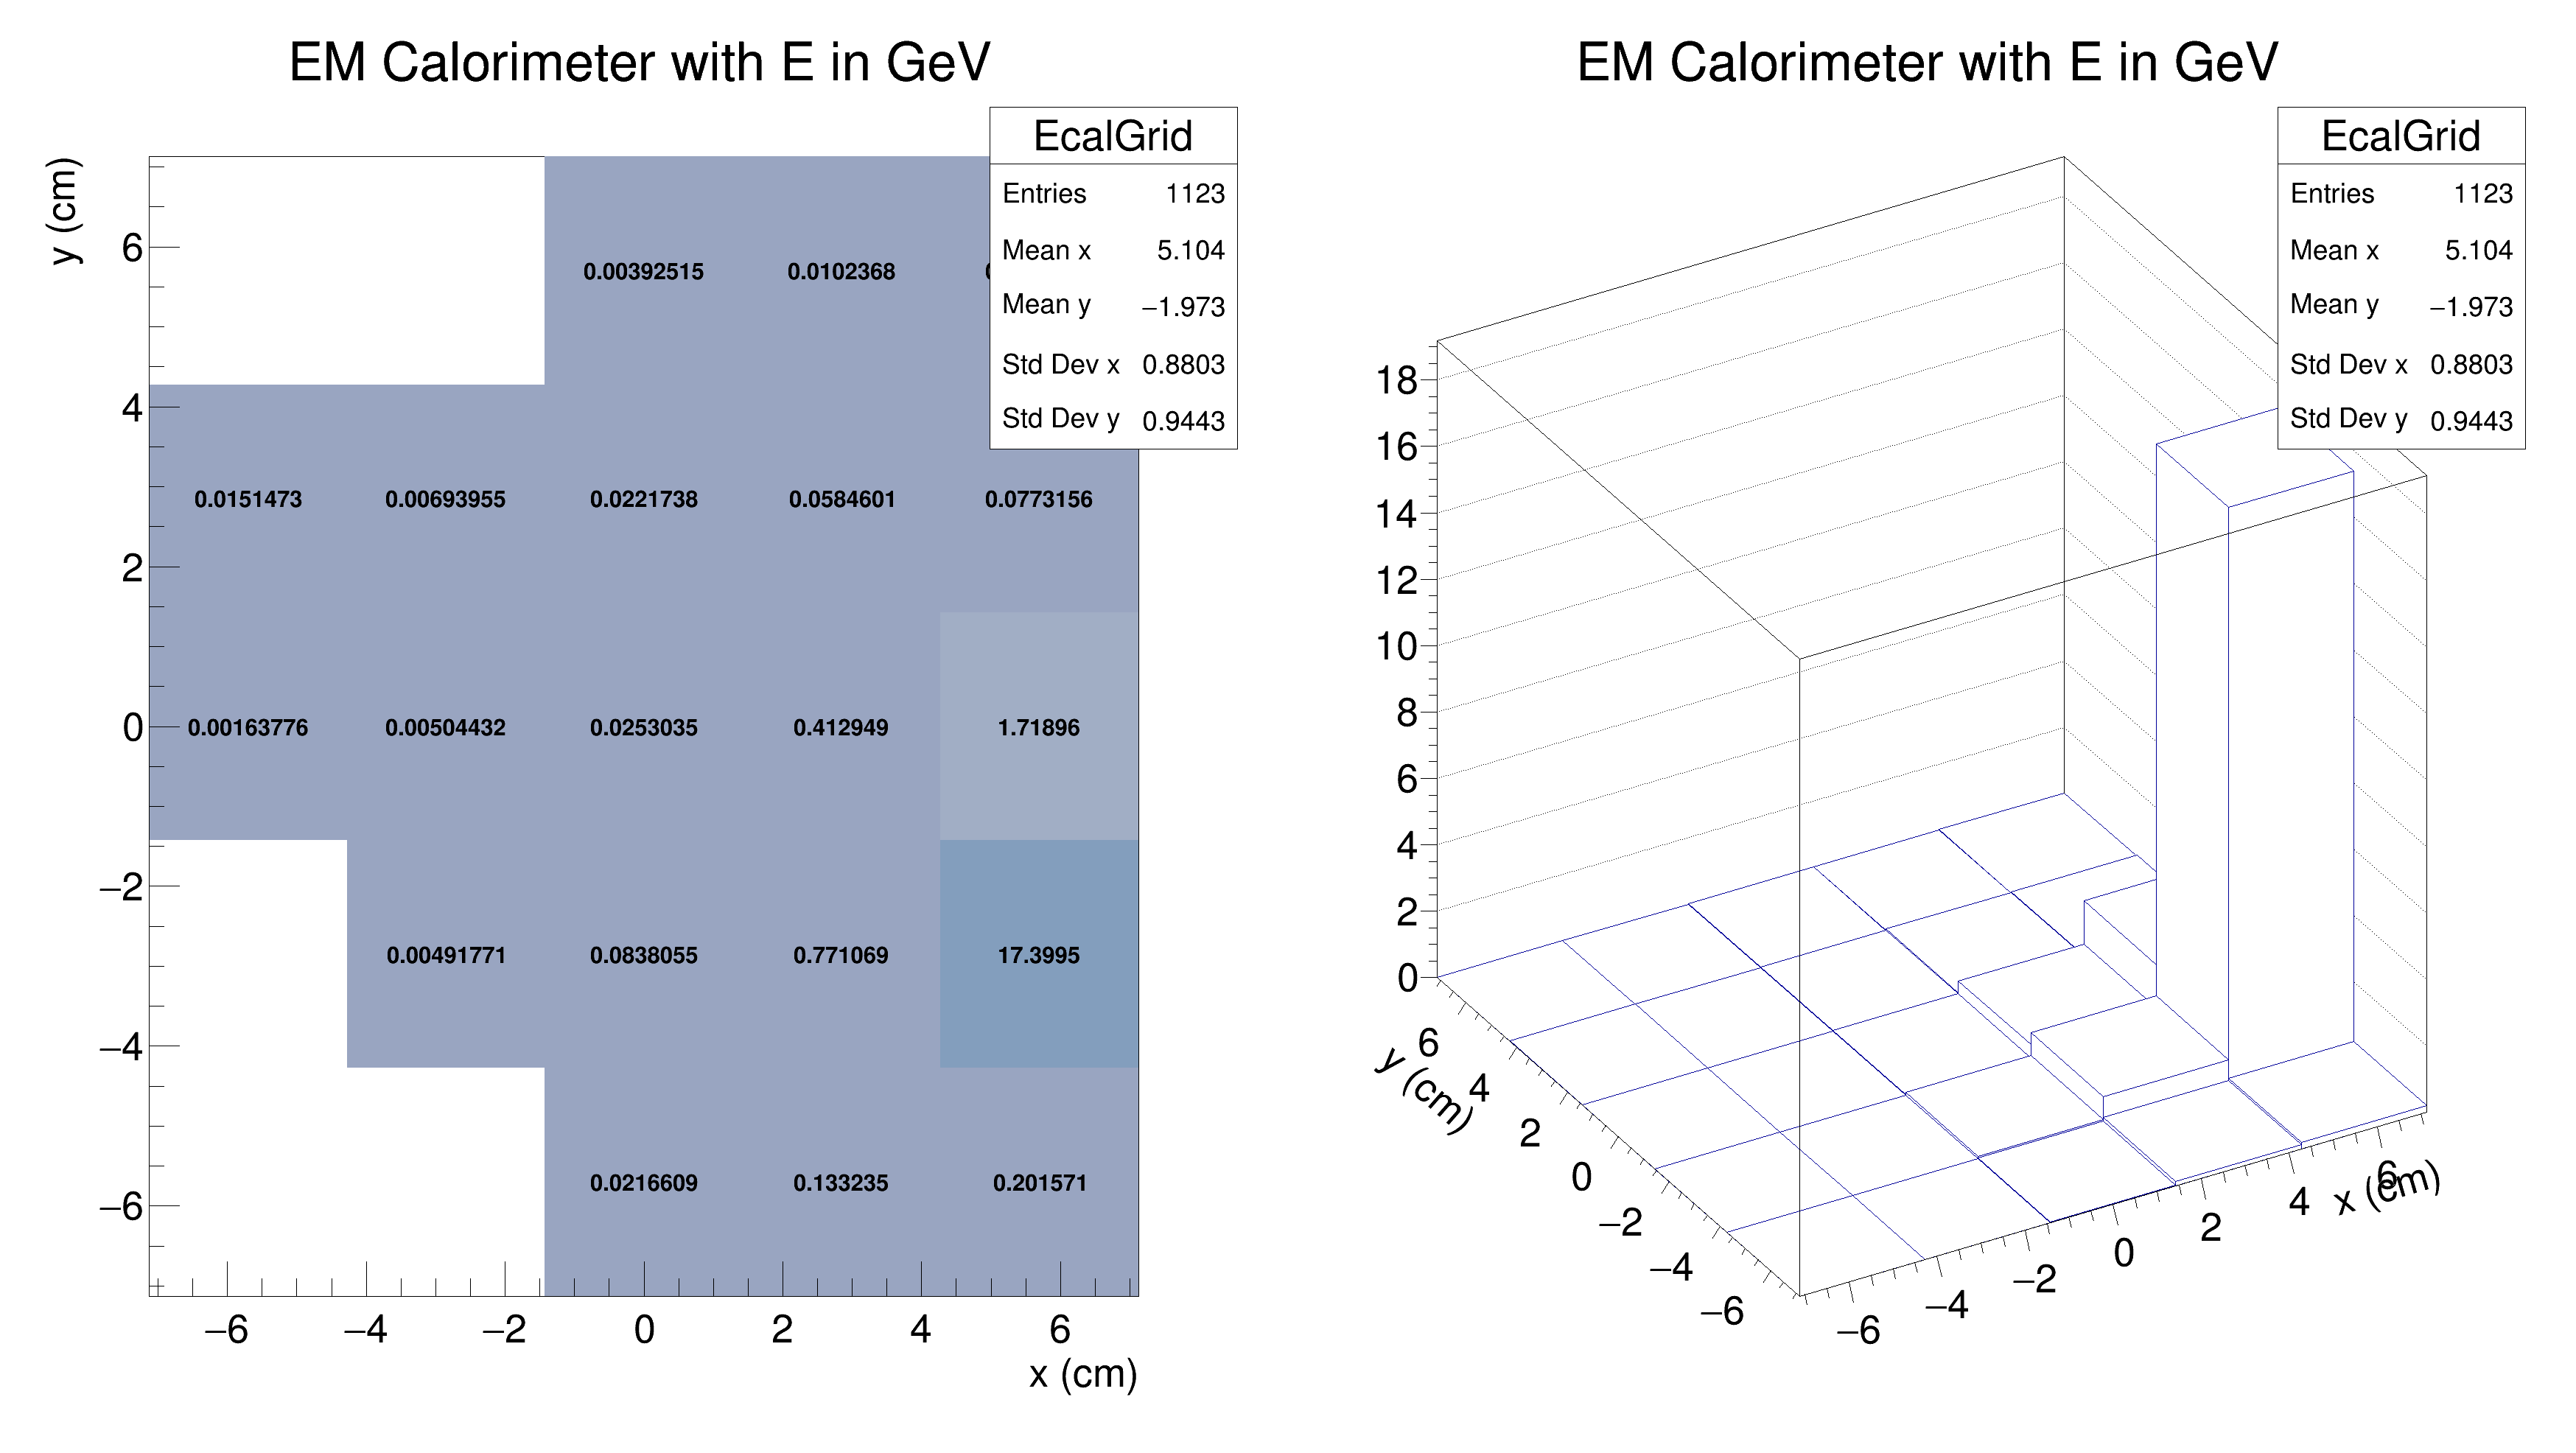 EM Calorimeter with E in GeV
EcalGrid
Entries 1123
Mean x 5.104
Mean y −1.973
Std Dev x 0.8803
Std Dev y 0.9443
y (cm)
6
4
2
0
−2
−4
−6
0.00392515 0.0102368
0.0151473 0.00693955 0.0221738 0.0584601 0.0773156
0.00163776 0.00504432 0.0253035 0.412949 1.71896
0.00491771 0.0838055 0.771069 17.3995
0.0216609 0.133235 0.201571
−6 −4 −2 0 2 4 6
x (cm)
EM Calorimeter with E in GeV
EcalGrid
Entries 1123
Mean x 5.104
Mean y −1.973
Std Dev x 0.8803
Std Dev y 0.9443
18
16
14
12
10
8
6
4
2
0
y (cm)
6
4
2
0
−2
−4
−6
−6 −4 −2 0 2 4 6
x (cm)